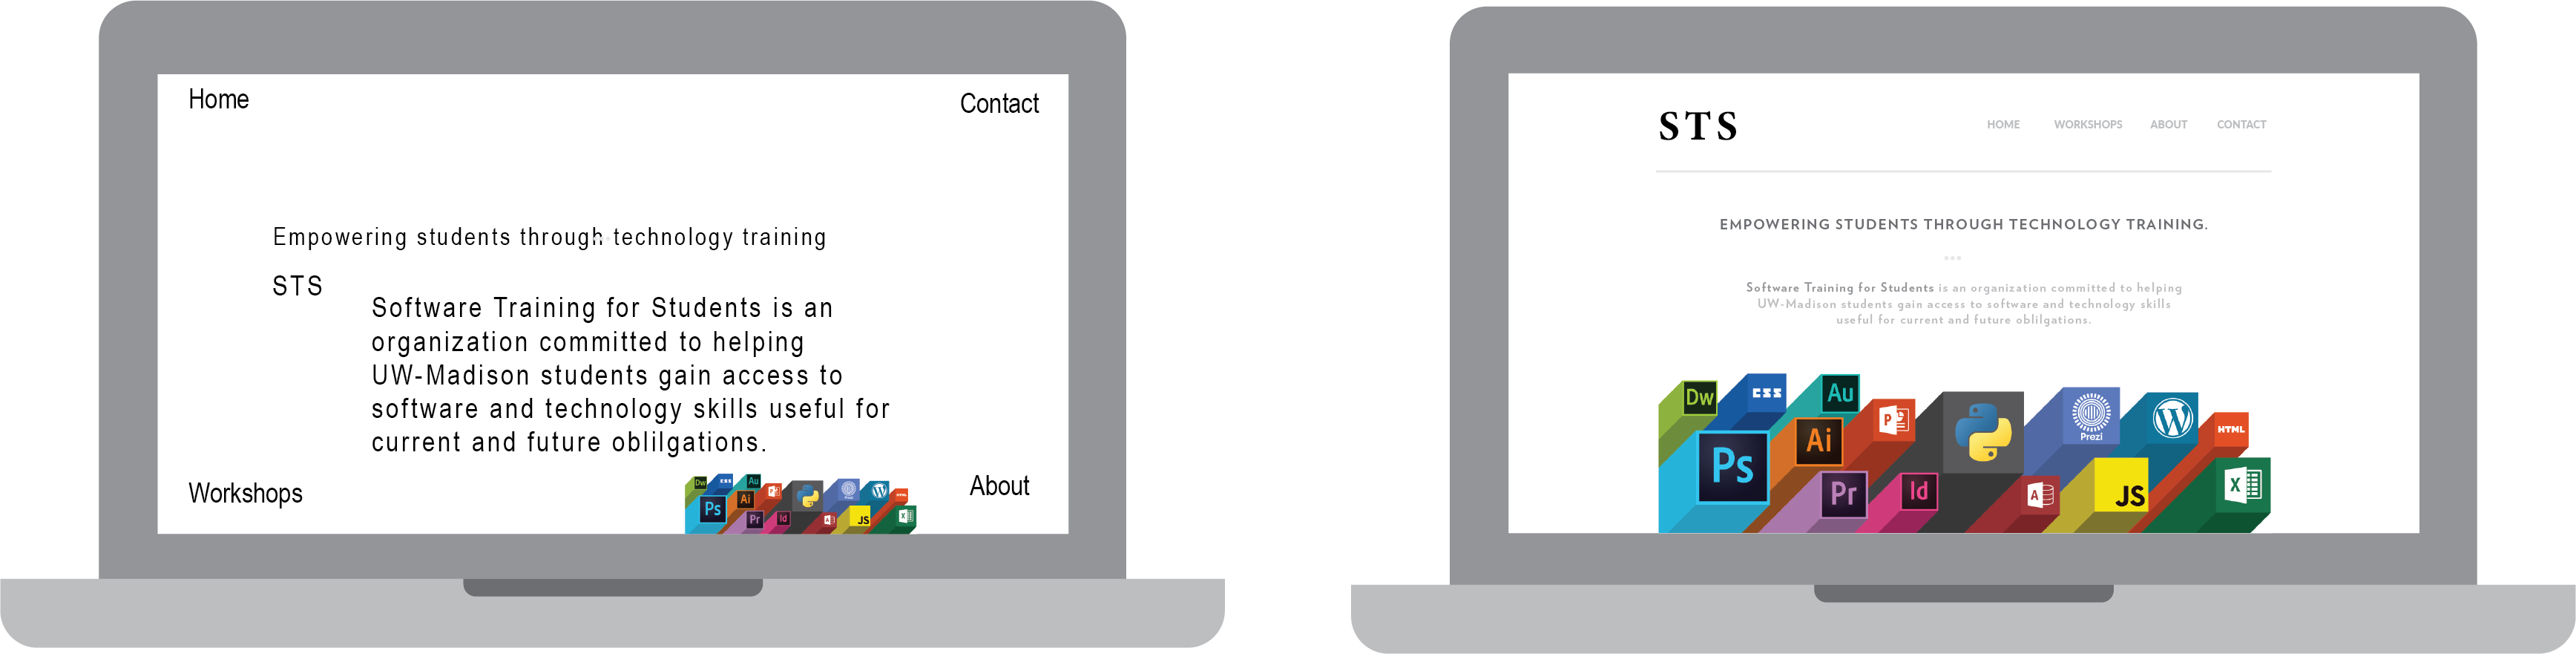 Home
Contact
Empowering students through technology training
STS
Software Training for Students is an
organization committed to helping
UW-Madison students gain access to
software and technology skills useful for
current and future oblilgations.
Workshops
About
Dw
CSS
Au
Ps
Ai
P
Prezi
W
HTML
Pr
Id
A
JS
X
STS
HOME WORKSHOPS ABOUT CONTACT
EMPOWERING STUDENTS THROUGH TECHNOLOGY TRAINING.
Software Training for Students is an organization committed to helping
UW-Madison students gain access to software and technology skills
useful for current and future oblilgations.
Dw
CSS
Au
Ps
Ai
P
Prezi
W
HTML
Pr
Id
A
JS
X